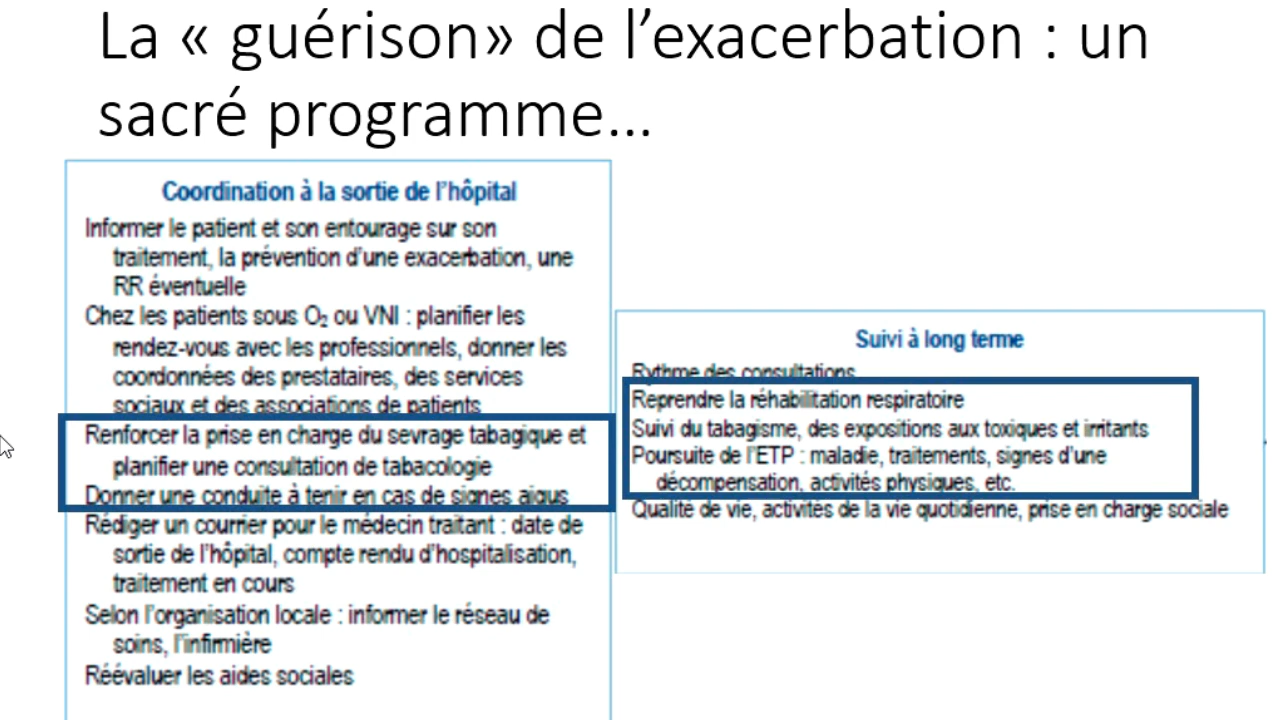 La « guérison» de l’exacerbation : un
sacré programme…
Coordination à la sortie de l’hôpital
Informer le patient et son entourage sur son
traitement, la prévention d’une exacerbation, une
RR éventuelle
Chez les patients sous O₂ ou VNI : planifier les
rendez-vous avec les professionnels, donner les
coordonnées des prestataires, des services
sociaux et des associations de patients
Renforcer la prise en charge du sevrage tabagique et
planifier une consultation de tabacologie
Donner une conduite à tenir en cas de signes aigus
Rédiger un courrier pour le médecin traitant : date de
sortie de l’hôpital, compte rendu d’hospitalisation,
traitement en cours
Selon l’organisation locale : informer le réseau de
soins, l’infirmière
Réévaluer les aides sociales
Suivi à long terme
Rythme des consultations
Reprendre la réhabilitation respiratoire
Suivi du tabagisme, des expositions aux toxiques et irritants
Poursuite de l’ETP : maladie, traitements, signes d’une
décompensation, activités physiques, etc.
Qualité de vie, activités de la vie quotidienne, prise en charge sociale